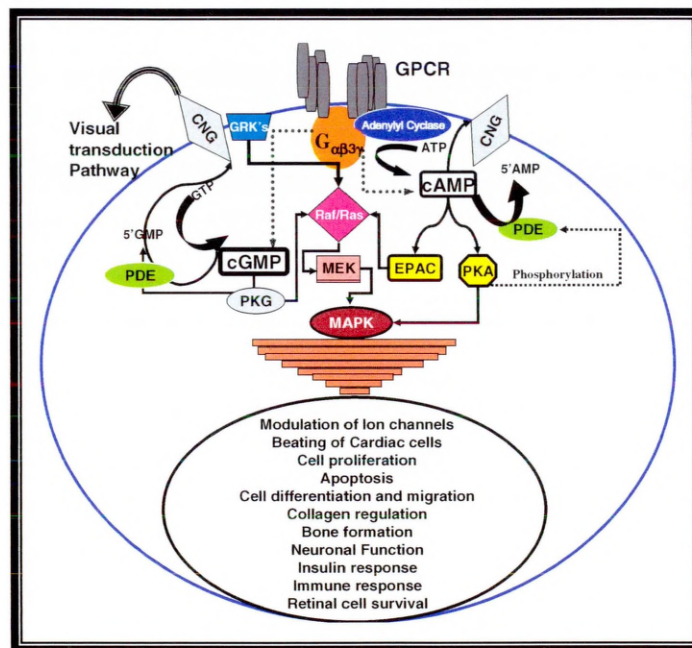 GPCR
CNG
GRK's
Adenylyl Cyclase
CNG
Visual
transduction
Pathway
Gαβ3γ
ATP
GTP
cAMP
5'AMP
Raf/Ras
5'GMP
PDE
cGMP
PDE
MEK
EPAC
PKA
Phosphorylation
PKG
MAPK
Modulation of Ion channels
Beating of Cardiac cells
Cell proliferation
Apoptosis
Cell differentiation and migration
Collagen regulation
Bone formation
Neuronal Function
Insulin response
Immune response
Retinal cell survival